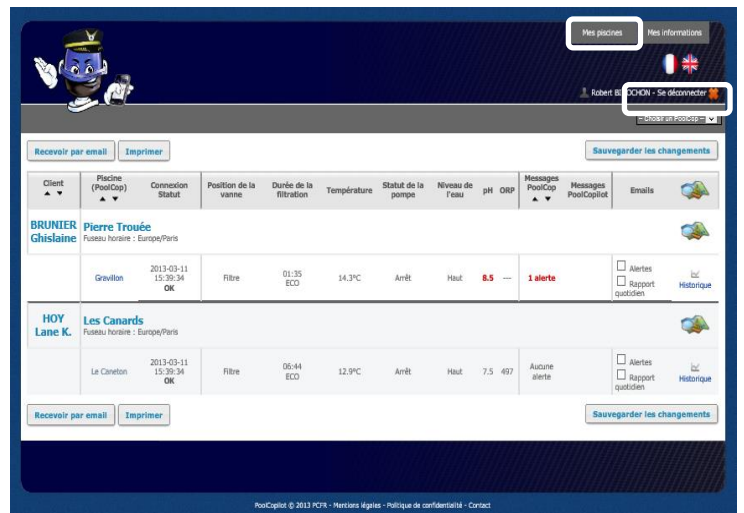 Mes piscines Mes informations
Robert OCHON - Se déconnecter
-- Choisir un PoolCop --
Recevoir par email Imprimer Sauvegarder les changements
Client Piscine (PoolCop) Connexion Statut Position de la vanne Durée de la filtration Température Statut de la pompe Niveau de l'eau pH ORP Messages PoolCop Messages PoolCopilot Emails
BRUNIER Ghislaine Pierre Trouée
Fuseau horaire : Europe/Paris
Gravillon 2013-03-11 15:39:34 OK Filtre 01:35 ECO 14.3°C Arrêt Haut 8.5 --- 1 alerte Alertes Rapport quotidien Historique
HOY Lane K. Les Canards
Fuseau horaire : Europe/Paris
Le Caneton 2013-03-11 15:39:34 OK Filtre 06:44 ECO 12.9°C Arrêt Haut 7.5 497 Aucune alerte Alertes Rapport quotidien Historique
Recevoir par email Imprimer Sauvegarder les changements
PoolCopilot © 2013 PCFR - Mentions légales - Politique de confidentialité - Contact